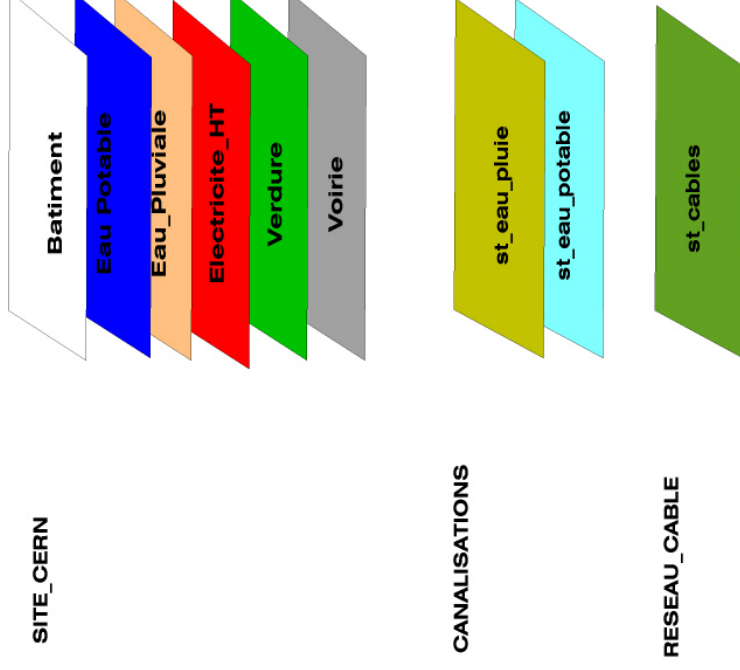 SITE_CERN
Batiment
Eau Potable
Eau_Pluviale
Electricite_HT
Verdure
Voirie
CANALISATIONS
st_eau_pluie
st_eau_potable
RESEAU_CABLE
st_cables